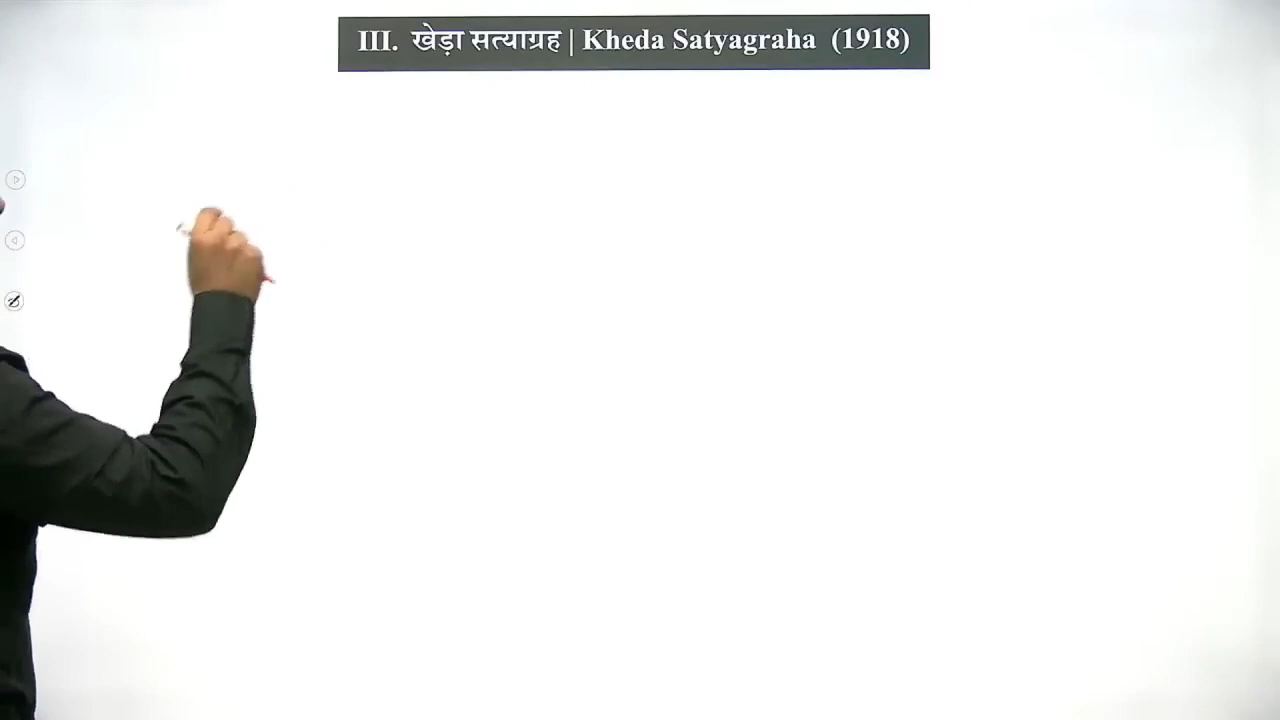 III. खेड़ा सत्याग्रह | Kheda Satyagraha (1918)